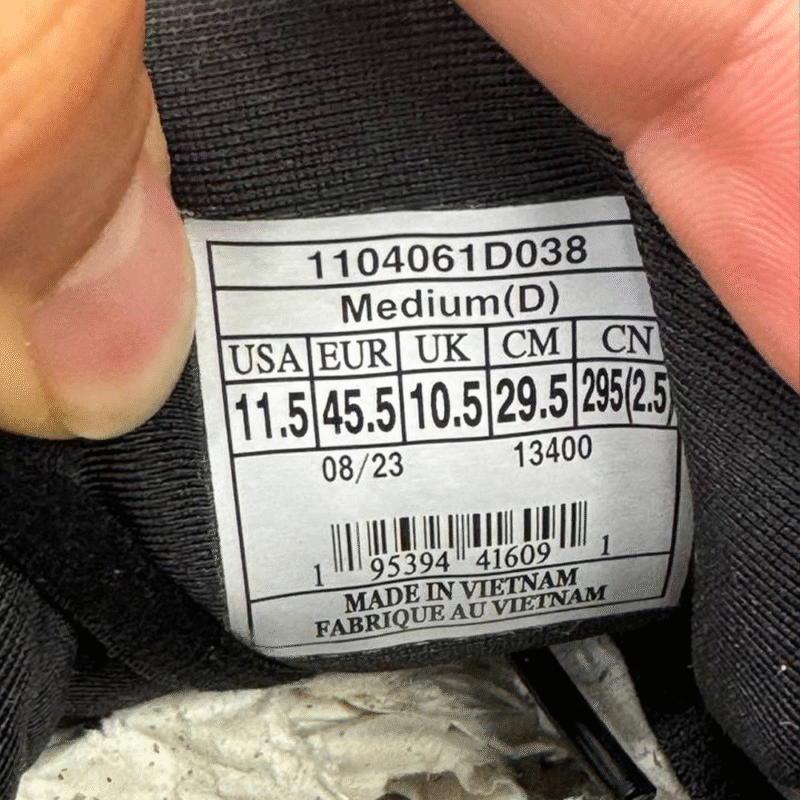 1104061D038
Medium(D)
USA EUR UK CM CN
11.5 45.5 10.5 29.5 295(2.5)
08/23 13400
1 95394 41609 1
MADE IN VIETNAM
FABRIQUE AU VIETNAM